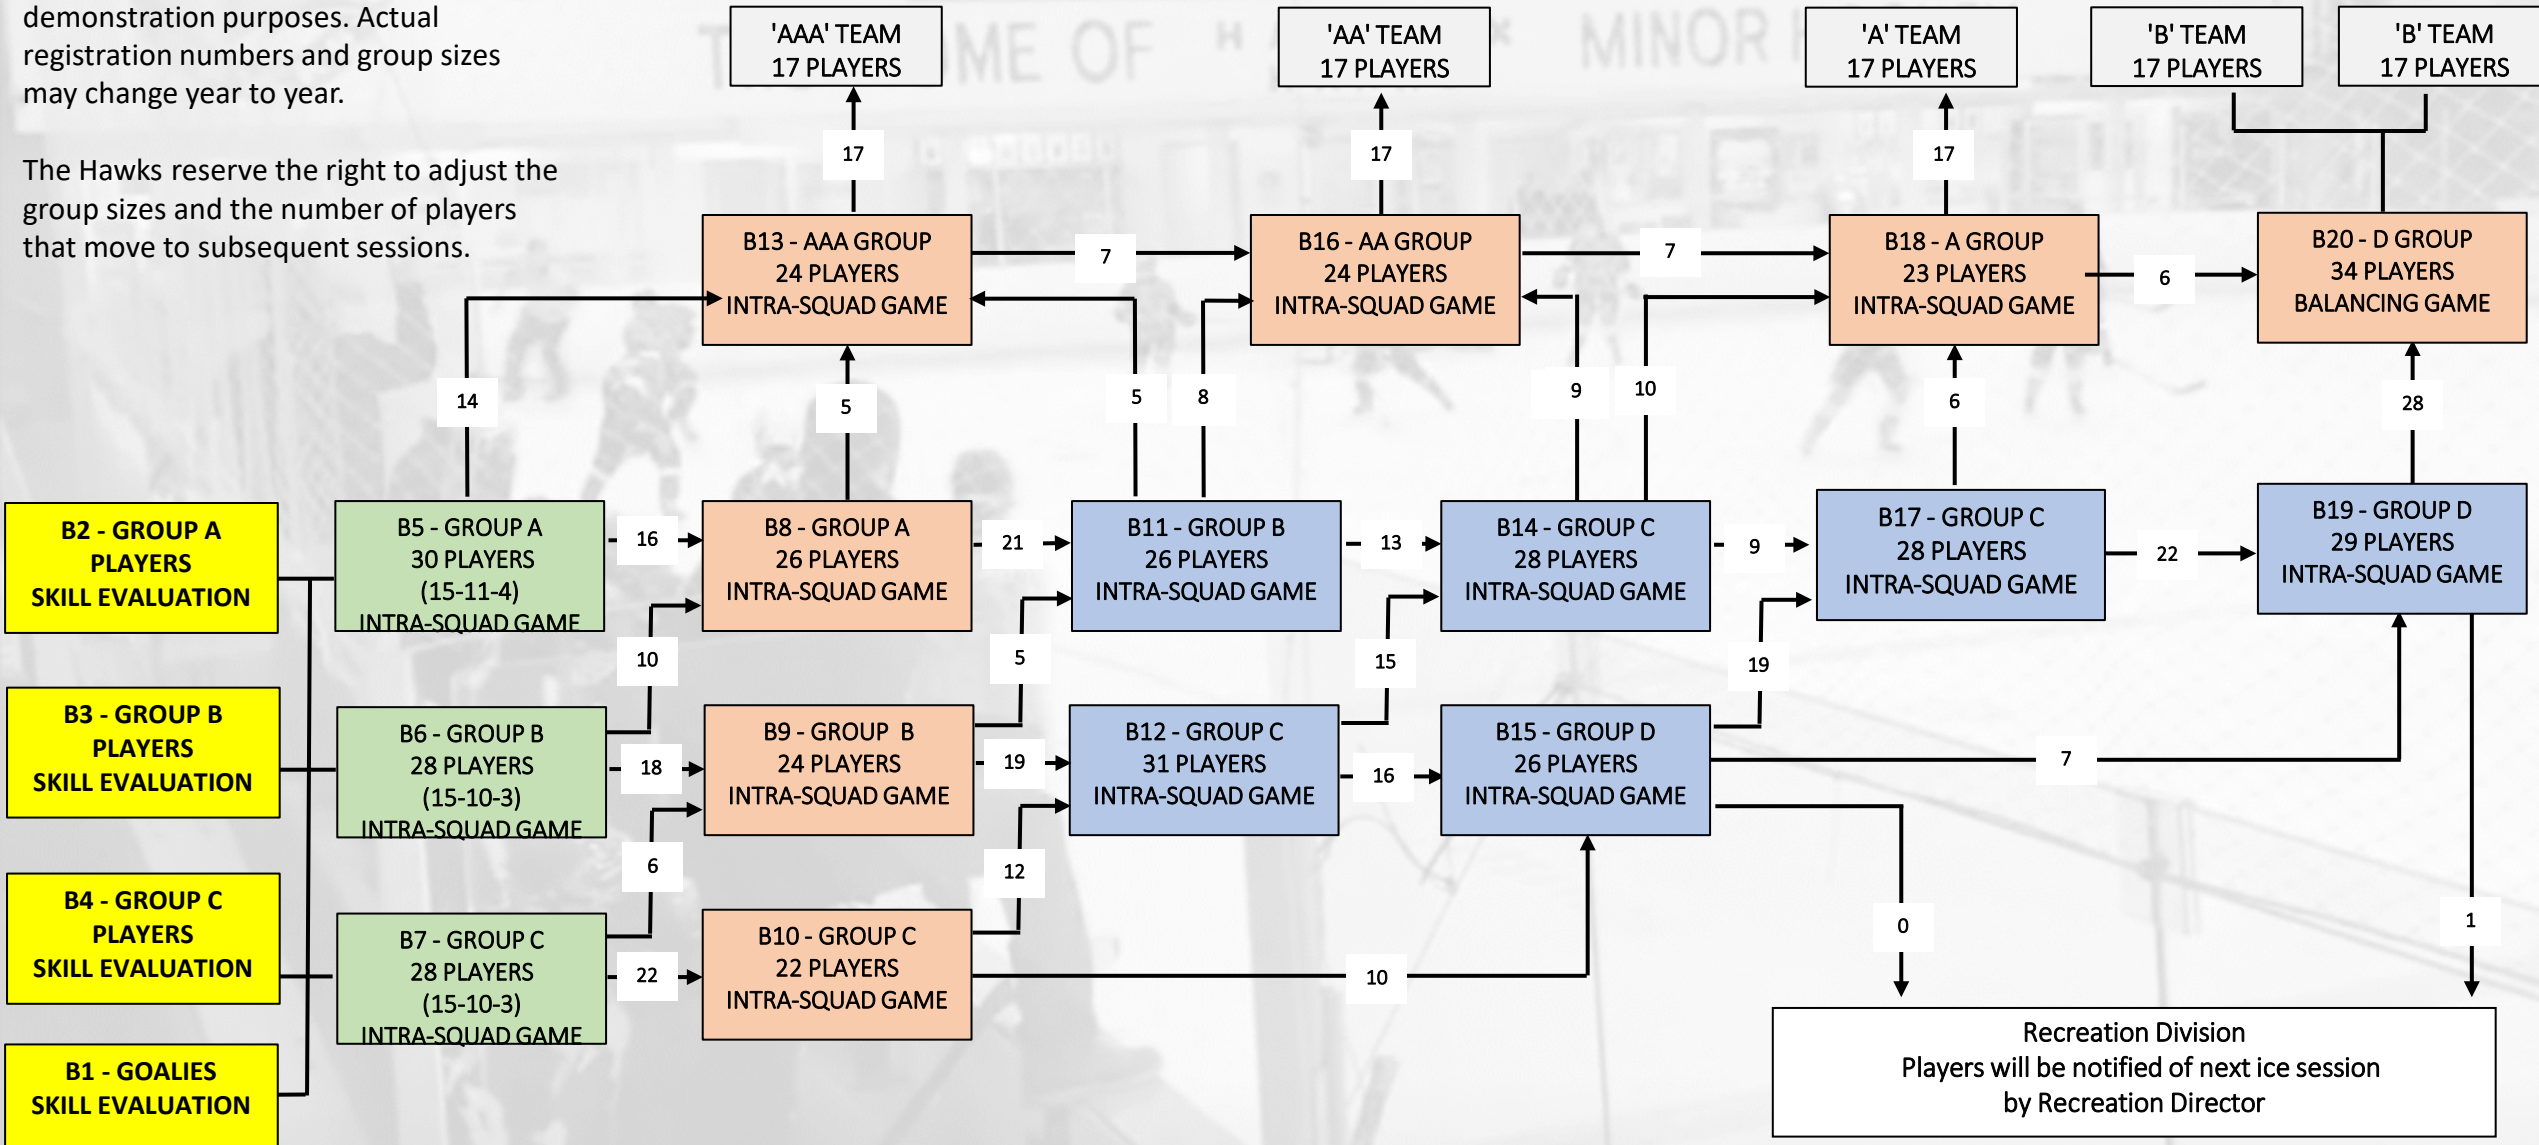 demonstration purposes. Actual
registration numbers and group sizes
may change year to year.
The Hawks reserve the right to adjust the
group sizes and the number of players
that move to subsequent sessions.
'AAA' TEAM
17 PLAYERS
'AA' TEAM
17 PLAYERS
'A' TEAM
17 PLAYERS
'B' TEAM
17 PLAYERS
'B' TEAM
17 PLAYERS
OME OF
MINOR
17
17
17
B13 - AAA GROUP
24 PLAYERS
INTRA-SQUAD GAME
7
B16 - AA GROUP
24 PLAYERS
INTRA-SQUAD GAME
7
B18 - A GROUP
23 PLAYERS
INTRA-SQUAD GAME
6
B20 - D GROUP
34 PLAYERS
BALANCING GAME
14
5
5
8
9
10
6
28
B2 - GROUP A
PLAYERS
SKILL EVALUATION
B5 - GROUP A
30 PLAYERS
(15-11-4)
INTRA-SQUAD GAME
16
B8 - GROUP A
26 PLAYERS
INTRA-SQUAD GAME
21
B11 - GROUP B
26 PLAYERS
INTRA-SQUAD GAME
13
B14 - GROUP C
28 PLAYERS
INTRA-SQUAD GAME
9
B17 - GROUP C
28 PLAYERS
INTRA-SQUAD GAME
22
B19 - GROUP D
29 PLAYERS
INTRA-SQUAD GAME
10
5
15
19
B3 - GROUP B
PLAYERS
SKILL EVALUATION
B6 - GROUP B
28 PLAYERS
(15-10-3)
INTRA-SQUAD GAME
18
B9 - GROUP B
24 PLAYERS
INTRA-SQUAD GAME
19
B12 - GROUP C
31 PLAYERS
INTRA-SQUAD GAME
16
B15 - GROUP D
26 PLAYERS
INTRA-SQUAD GAME
7
6
12
0
1
B4 - GROUP C
PLAYERS
SKILL EVALUATION
B7 - GROUP C
28 PLAYERS
(15-10-3)
INTRA-SQUAD GAME
22
B10 - GROUP C
22 PLAYERS
INTRA-SQUAD GAME
10
B1 - GOALIES
SKILL EVALUATION
Recreation Division
Players will be notified of next ice session
by Recreation Director